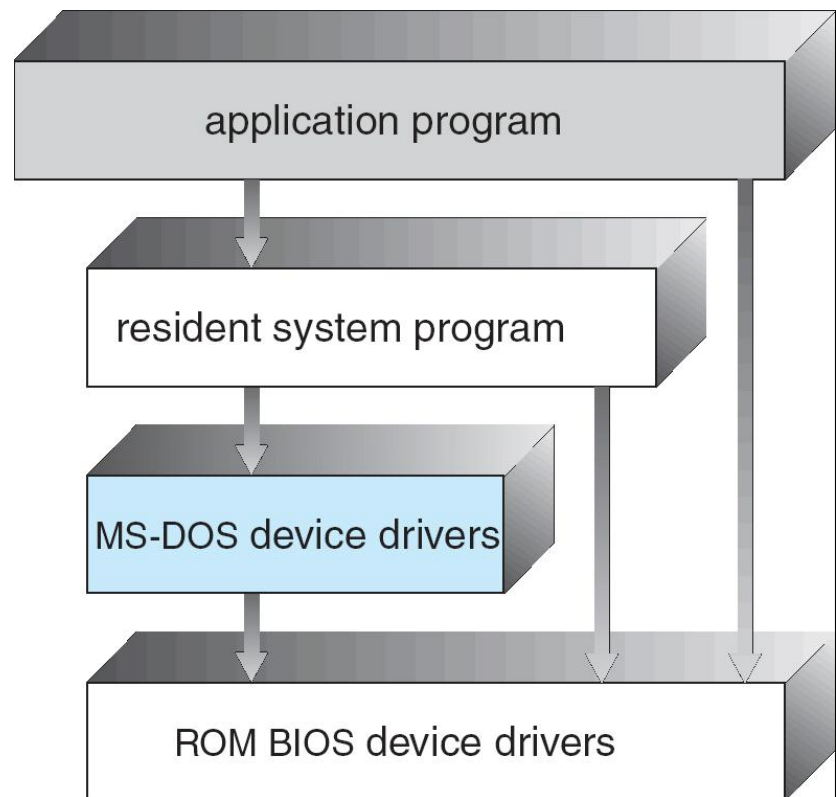 application program
resident system program
MS-DOS device drivers
ROM BIOS device drivers